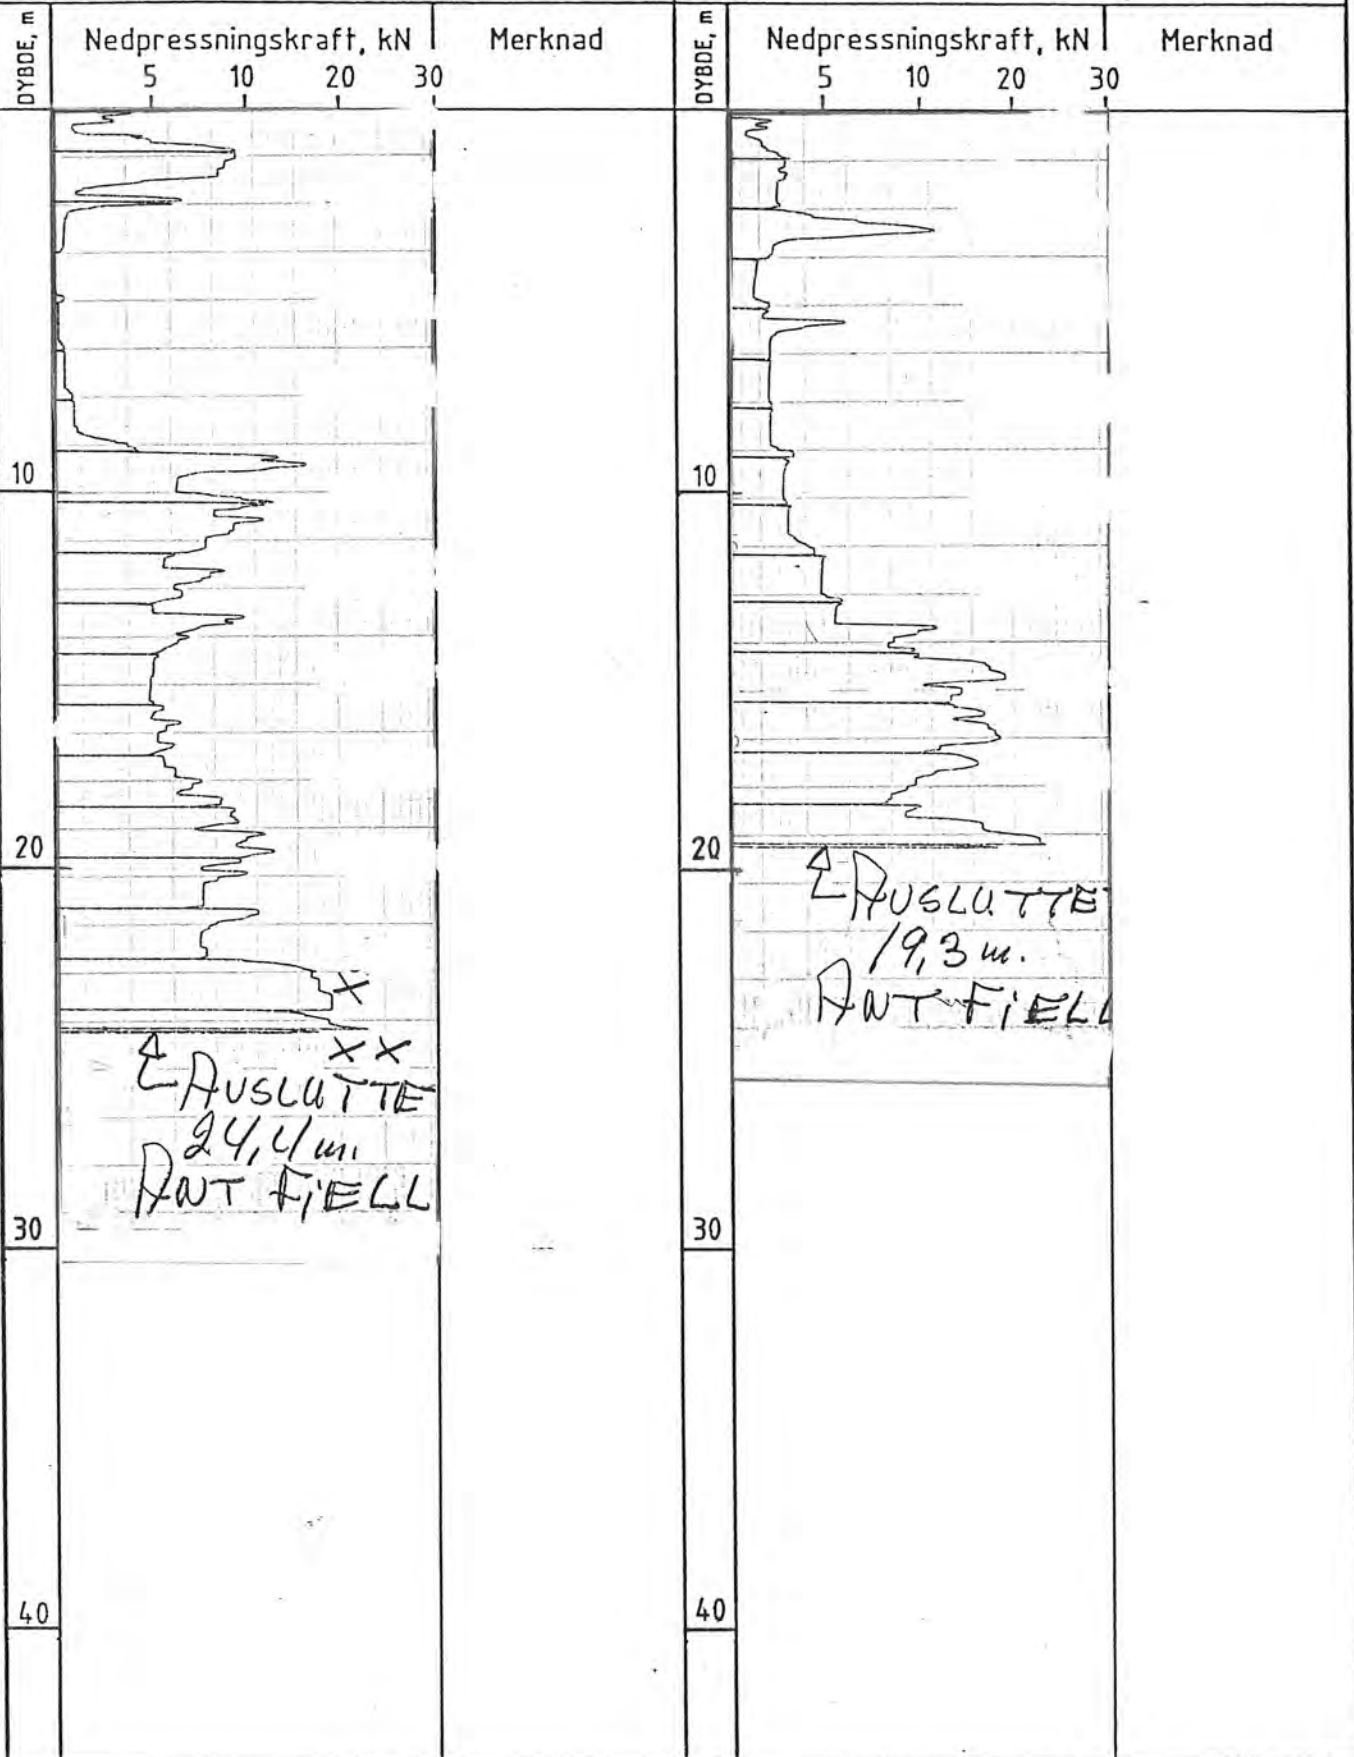 DYBDE, m
Nedpressningskraft, kN
Merknad
5 10 20 30
10
20
AVSLUTTE
24,4 m.
ANT FJELL
30
40
DYBDE, m
Nedpressningskraft, kN
Merknad
5 10 20 30
10
20
AVSLUTTET
19,3 m.
ANT FJELL
30
40